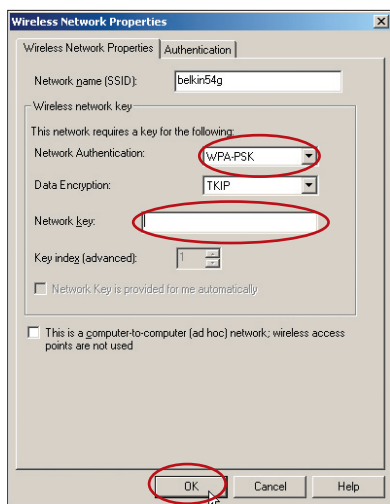 Wireless Network Properties
Wireless Network Properties Authentication
Network name (SSID): belkin54g
Wireless network key
This network requires a key for the following:
Network Authentication: WPA-PSK
Data Encryption: TKIP
Network key:
Key index (advanced): 1
Network Key is provided for me automatically
This is a computer-to-computer (ad hoc) network; wireless access
points are not used
OK Cancel Help